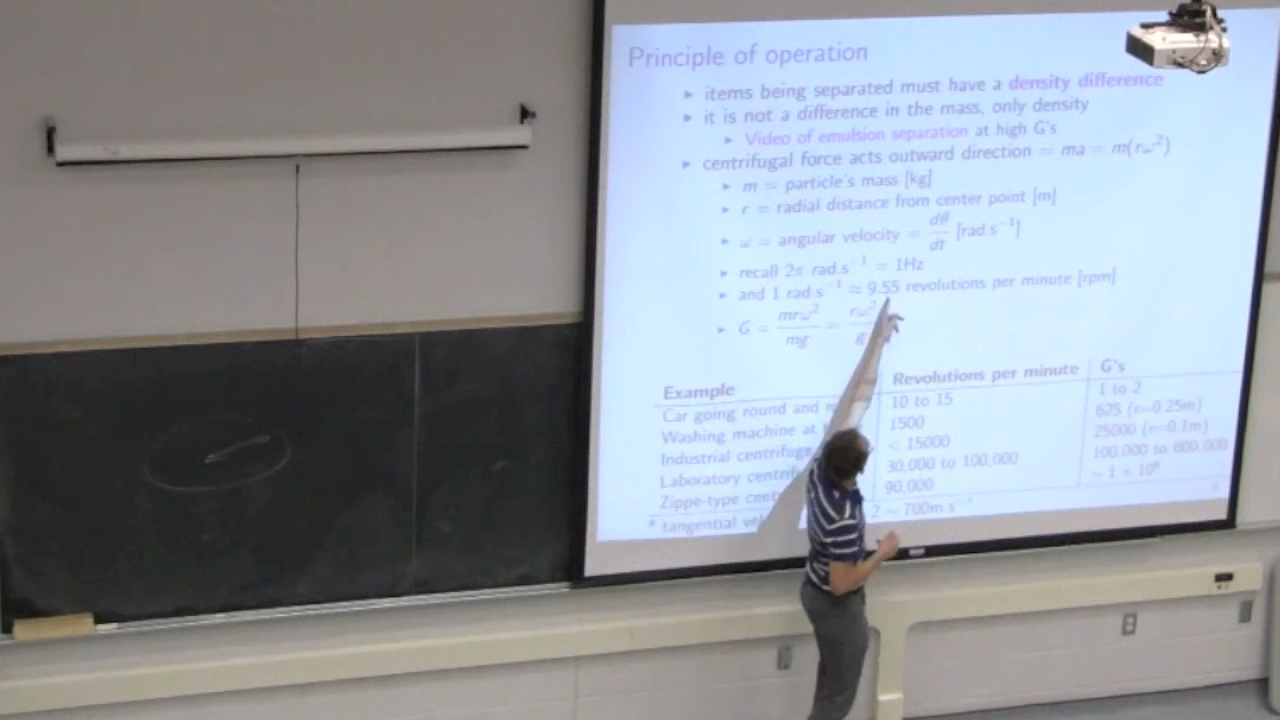 Principle of operation
▸ items being separated must have a density difference
▸ it is not a difference in the mass, only density
▸ Video of emulsion separation at high G's
▸ centrifugal force acts outward direction = ma = m(rω²)
▸ m = particle's mass [kg]
▸ r = radial distance from center point [m]
▸ ω = angular velocity = dθ/dt [rad.s⁻¹]
▸ recall 2π rad.s⁻¹ = 1Hz
▸ and 1 rad.s⁻¹ ≈ 9.55 revolutions per minute [rpm]
▸ G = mrω²/mg = rω²/g
Example Revolutions per minute G's
Car going round and 10 to 15 1 to 2
Washing machine at 1500 625 (r=0.25m)
Industrial centrifuge < 15000 25000 (r=0.1m)
Laboratory 30,000 to 100,000 100,000 to 800,000
Zippe-type 90,000 ~ 1 × 10⁶
* tangential ~ 700m s⁻¹